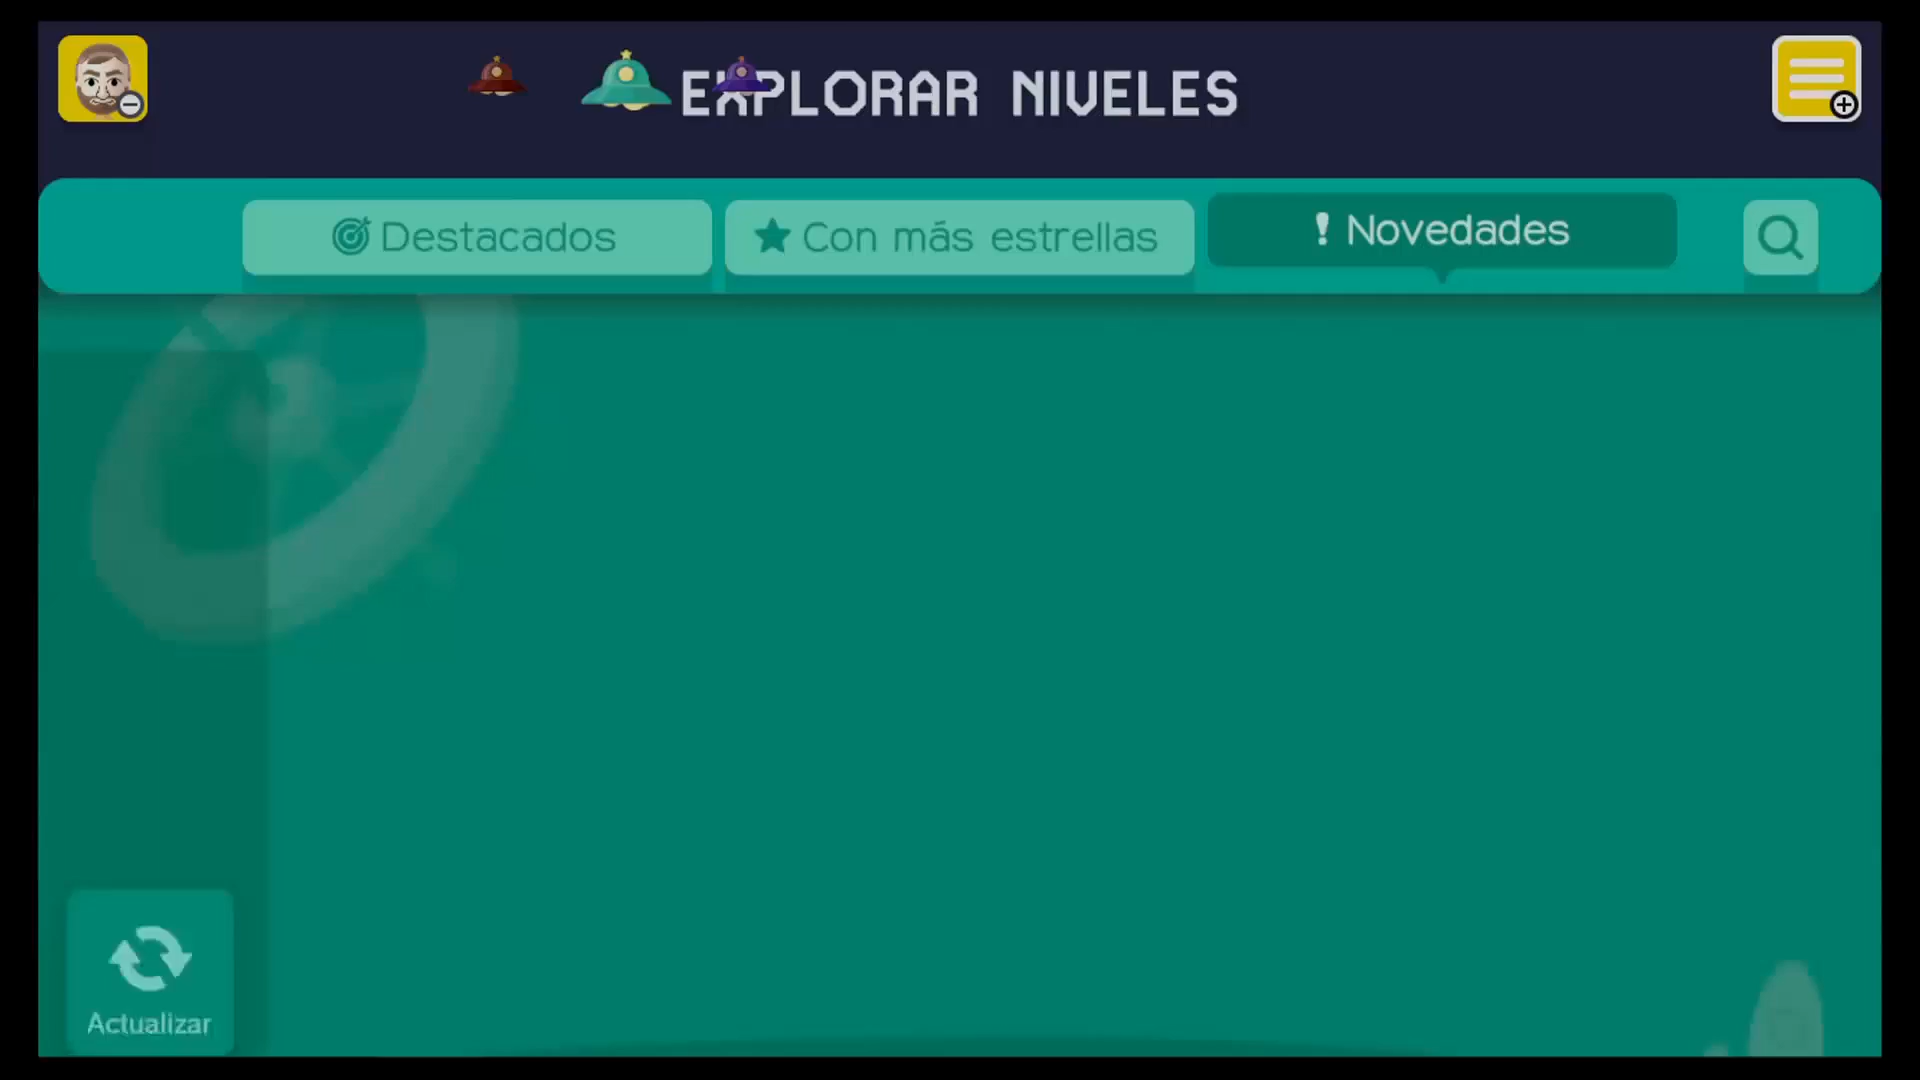 EXPLORAR NIVELES
Destacados
Con más estrellas
Novedades
Actualizar